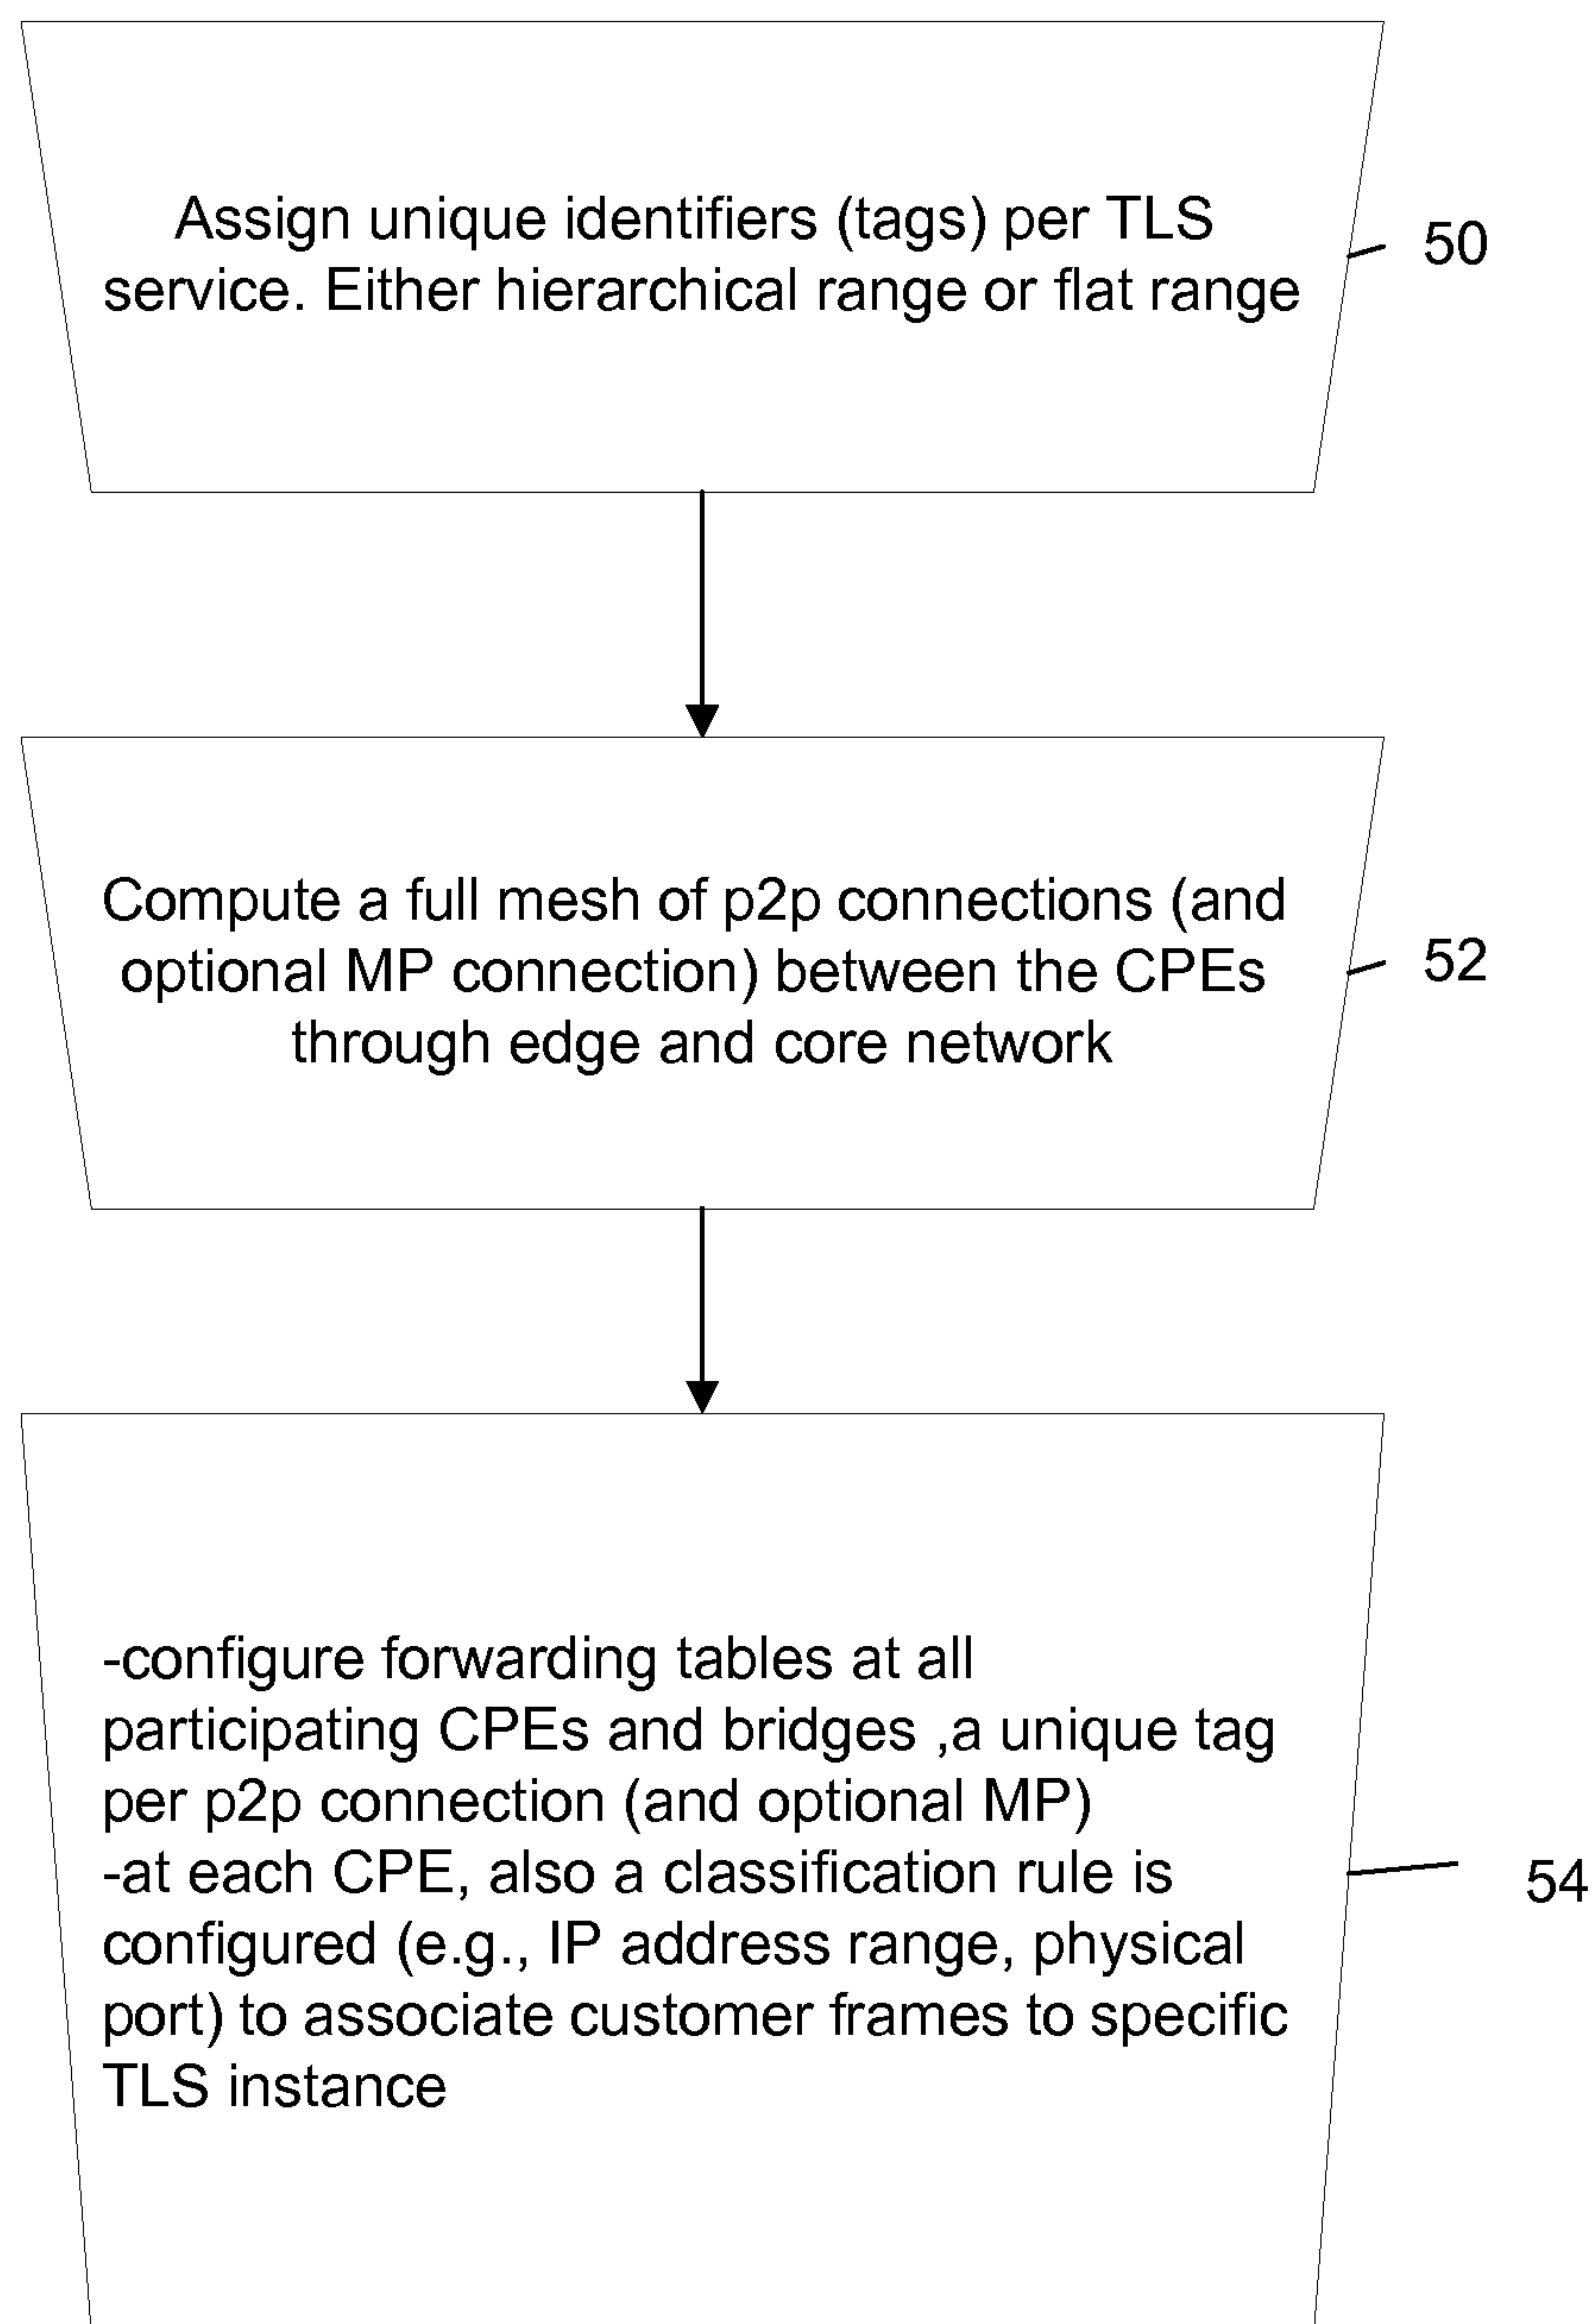 Assign unique identifiers (tags) per TLS
service. Either hierarchical range or flat range
50
Compute a full mesh of p2p connections (and
optional MP connection) between the CPEs
through edge and core network
52
-configure forwarding tables at all
participating CPEs and bridges ,a unique tag
per p2p connection (and optional MP)
-at each CPE, also a classification rule is
configured (e.g., IP address range, physical
port) to associate customer frames to specific
TLS instance
54